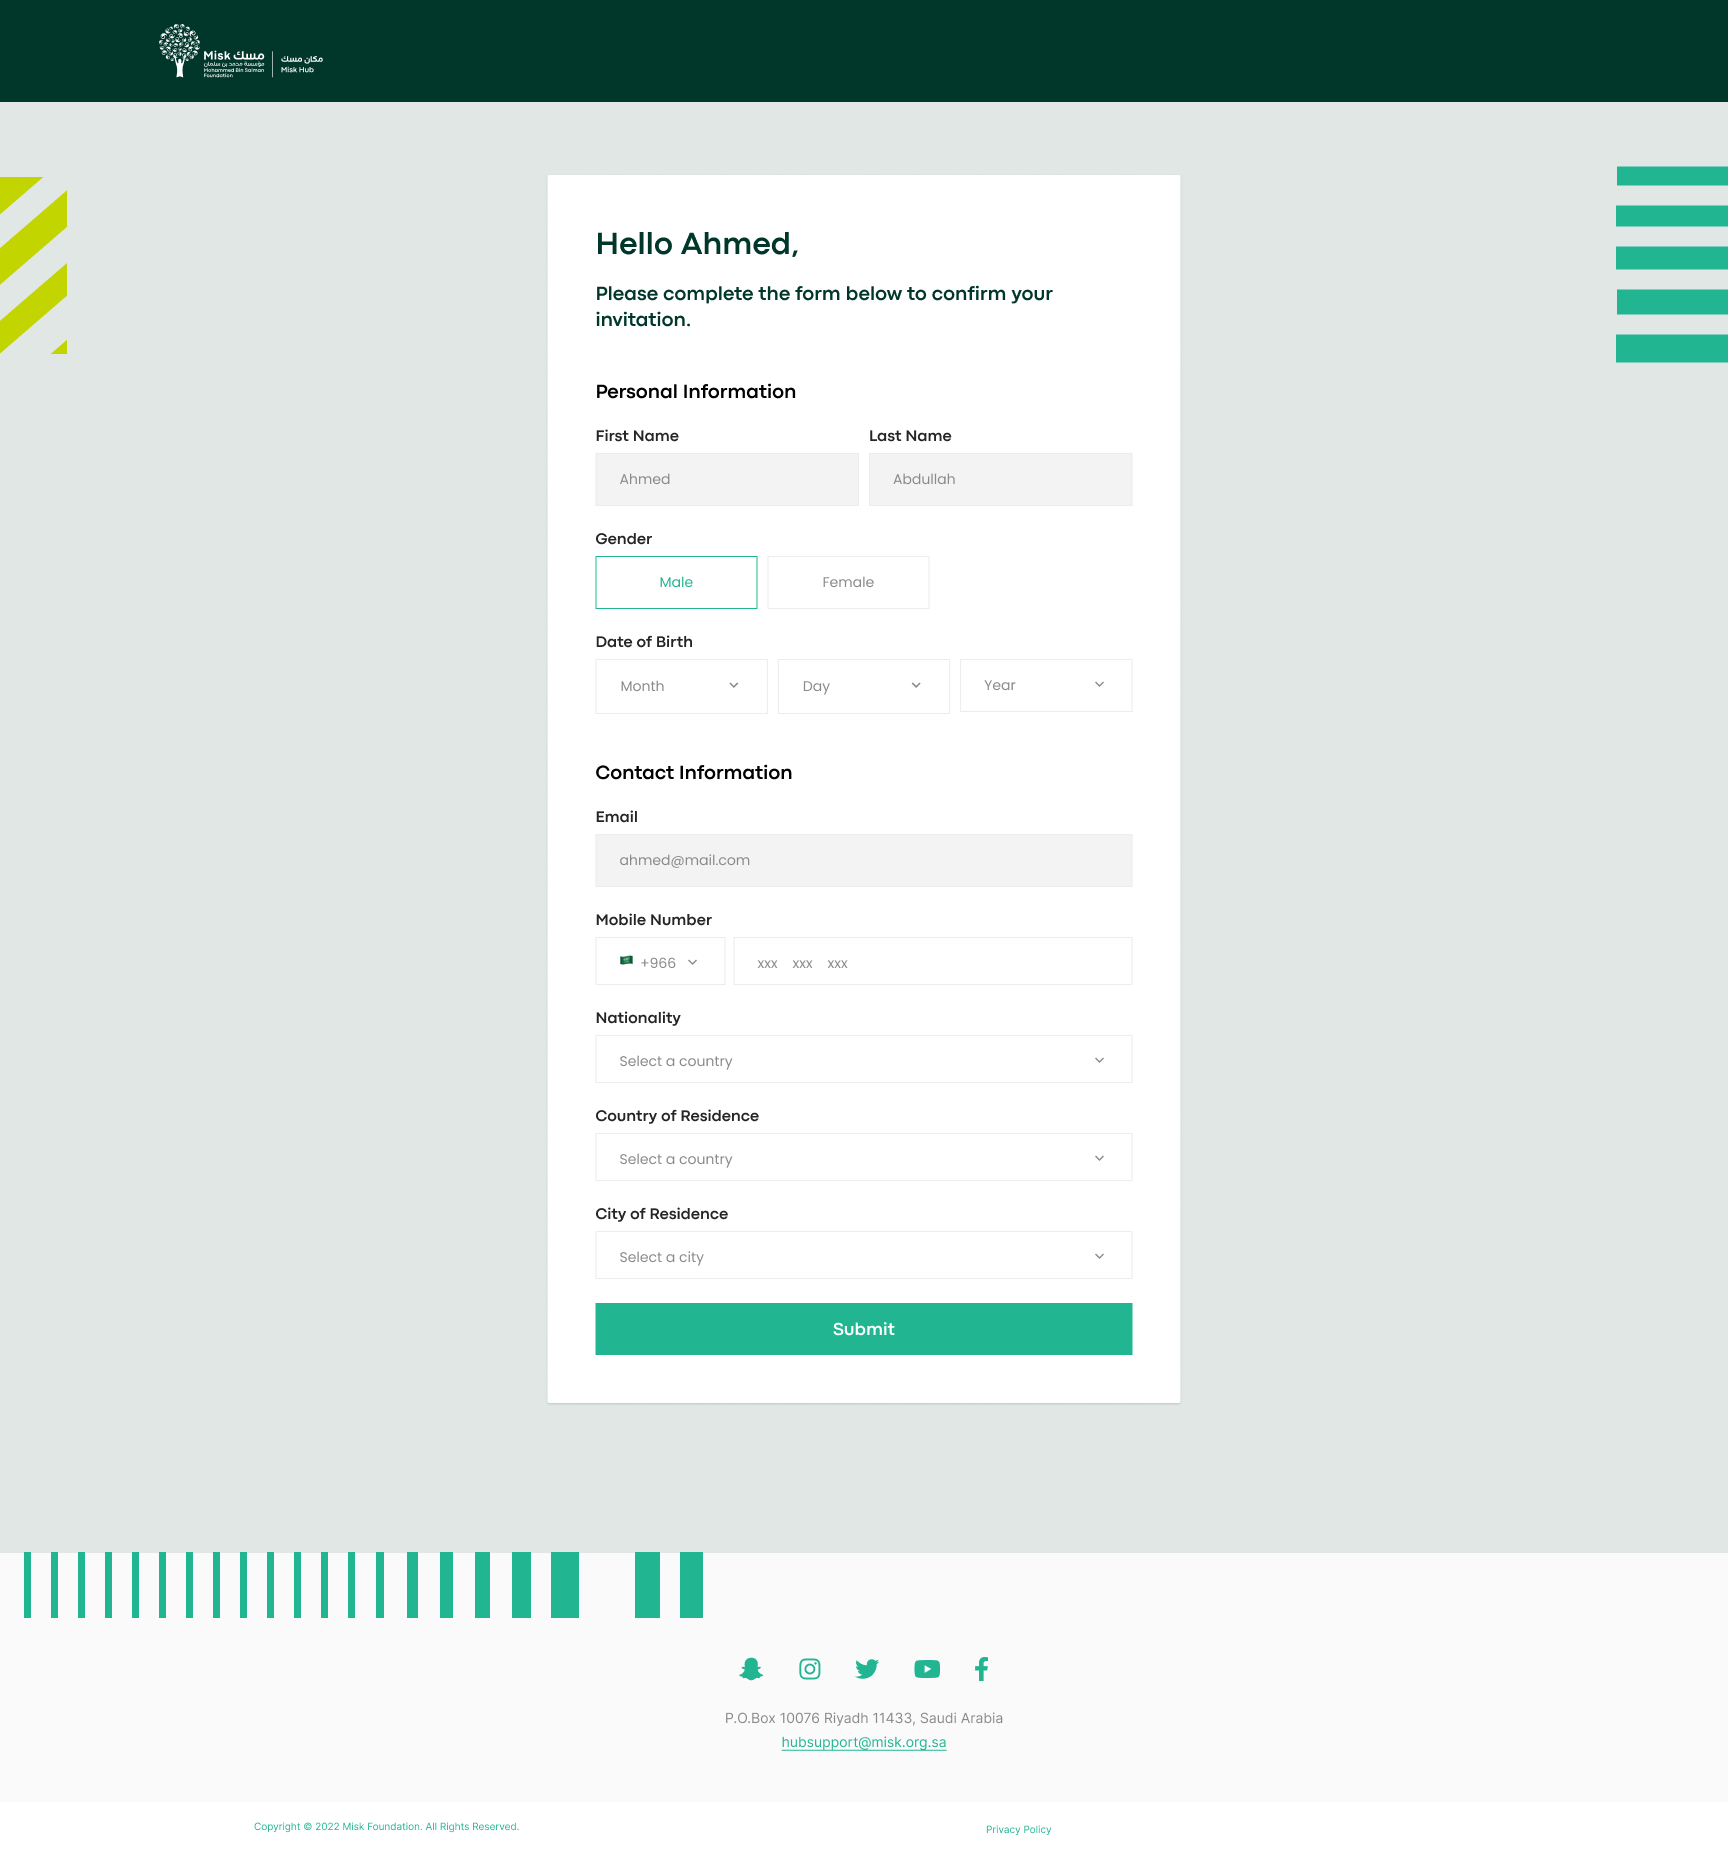 Misk مسك
مؤسسة محمد بن سلمان
Mohammed Bin Salman
Foundation
مكان مسك
Misk Hub
Hello Ahmed,
Please complete the form below to confirm your
invitation.
Personal Information
First Name
Last Name
Ahmed
Abdullah
Gender
Male
Female
Date of Birth
Month
Day
Year
Contact Information
Email
ahmed@mail.com
Mobile Number
+966
xxx xxx xxx
Nationality
Select a country
Country of Residence
Select a country
City of Residence
Select a city
Submit
P.O.Box 10076 Riyadh 11433, Saudi Arabia
hubsupport@misk.org.sa
Copyright © 2022 Misk Foundation. All Rights Reserved.
Privacy Policy